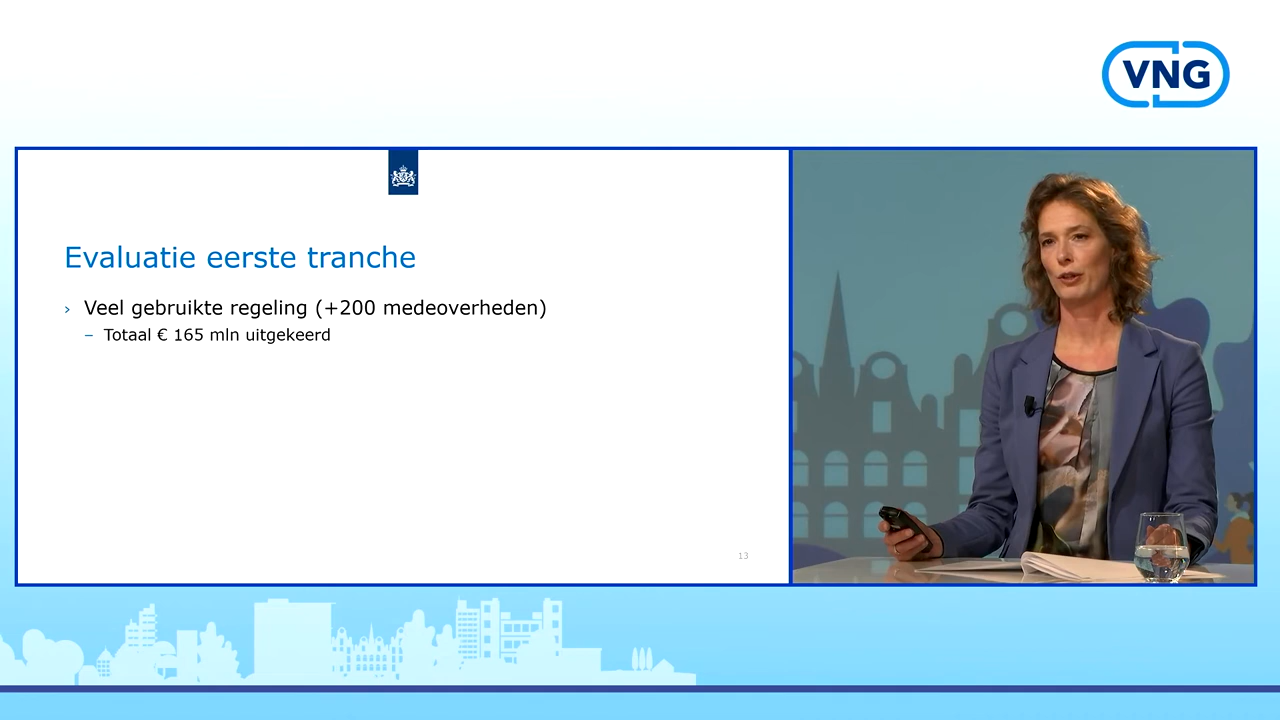 VNG
Evaluatie eerste tranche
› Veel gebruikte regeling (+200 medeoverheden)
– Totaal € 165 mln uitgekeerd
13